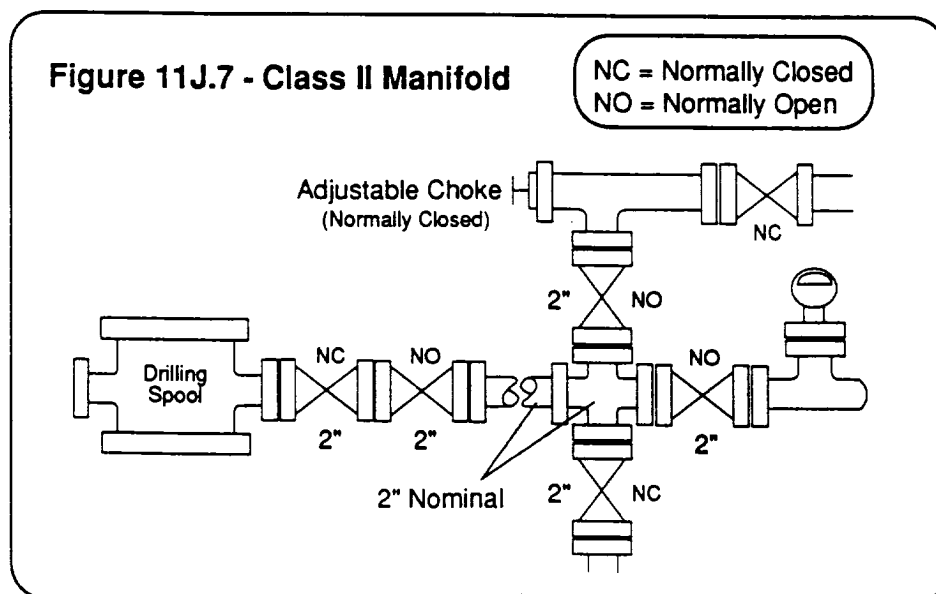 Figure 11J.7 - Class II Manifold
NC = Normally Closed
NO = Normally Open
Adjustable Choke
(Normally Closed)
NC
2" NO
NC NO NO
Drilling
Spool
2" 2" 2"
2" Nominal
2" NC